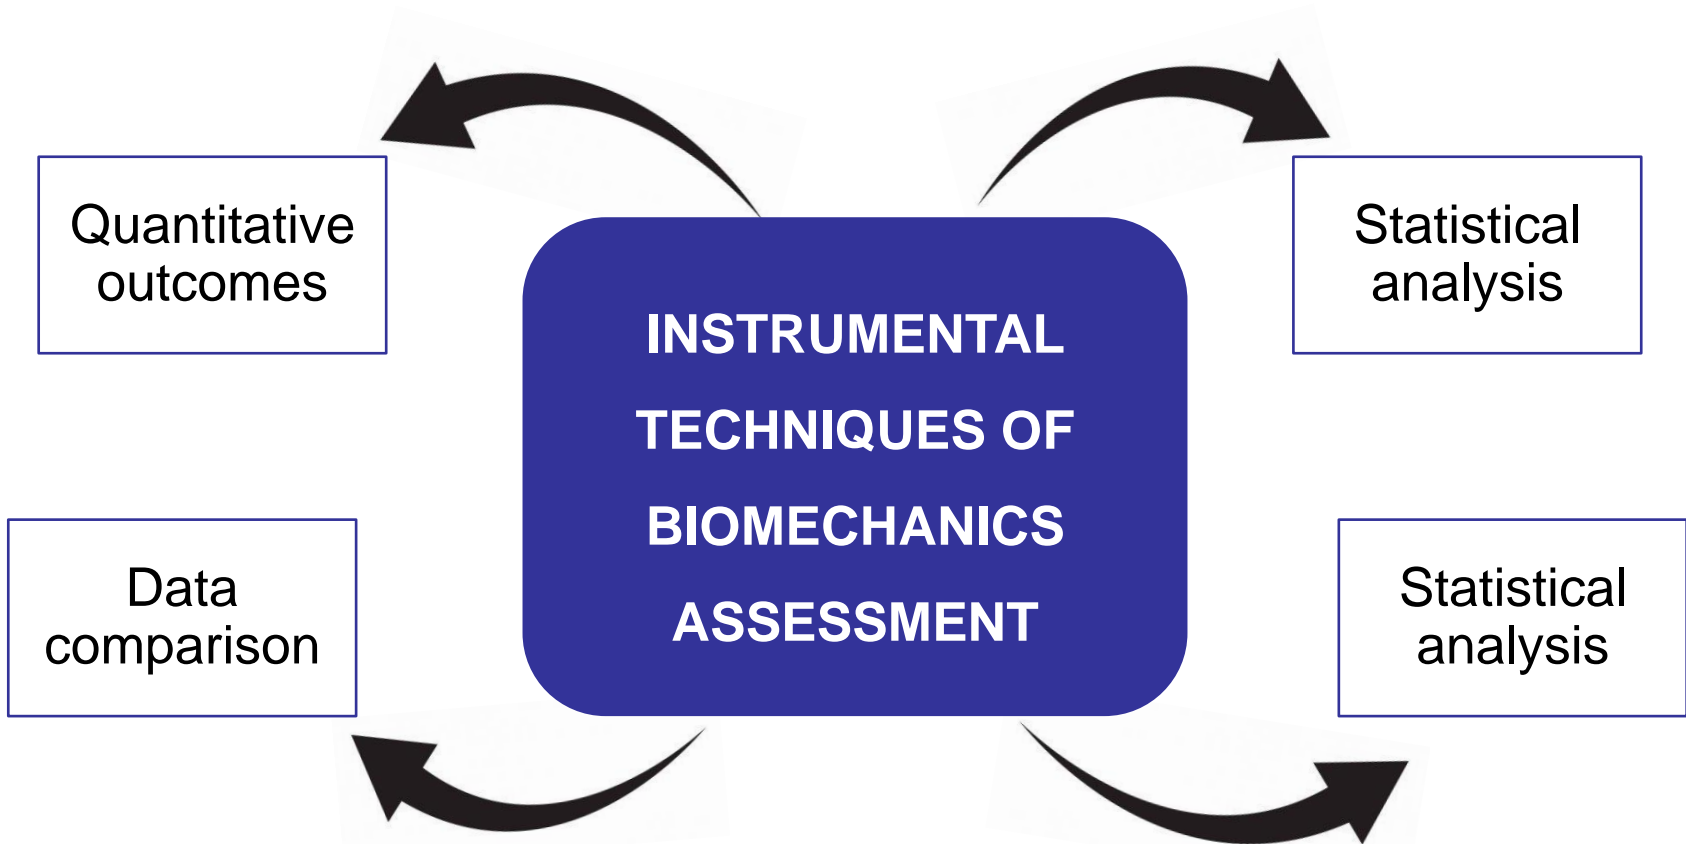 Quantitative
outcomes
Statistical
analysis
INSTRUMENTAL
TECHNIQUES OF
BIOMECHANICS
ASSESSMENT
Data
comparison
Statistical
analysis